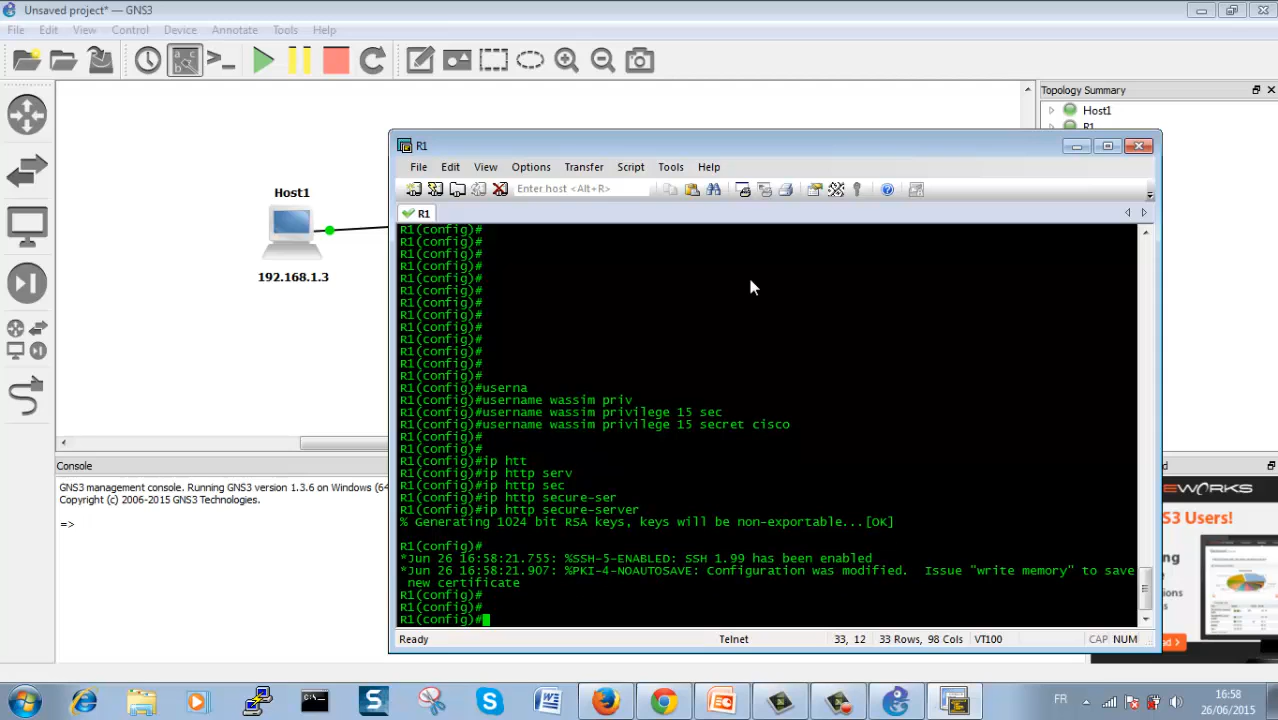 Unsaved project* — GNS3
File Edit View Control Device Annotate Tools Help
Topology Summary
Host1
R1
Host1
192.168.1.3
R1
File Edit View Options Transfer Script Tools Help
Enter host <Alt+R>
R1
R1(config)#
R1(config)#
R1(config)#
R1(config)#
R1(config)#
R1(config)#
R1(config)#
R1(config)#
R1(config)#
R1(config)#
R1(config)#
R1(config)#
R1(config)#
R1(config)#userna
R1(config)#username wassim priv
R1(config)#username wassim privilege 15 sec
R1(config)#username wassim privilege 15 secret cisco
R1(config)#
R1(config)#
R1(config)#ip htt
R1(config)#ip http serv
R1(config)#ip http sec
R1(config)#ip http secure-ser
R1(config)#ip http secure-server
% Generating 1024 bit RSA keys, keys will be non-exportable...[OK]
R1(config)#
*Jun 26 16:58:21.755: %SSH-5-ENABLED: SSH 1.99 has been enabled
*Jun 26 16:58:21.907: %PKI-4-NOAUTOSAVE: Configuration was modified.  Issue "write memory" to save
new certificate
R1(config)#
R1(config)#
R1(config)#
Ready Telnet 33, 12 33 Rows, 98 Cols VT100 CAP NUM
Console
GNS3 management console. Running GNS3 version 1.3.6 on Windows (64
Copyright (c) 2006-2015 GNS3 Technologies.
=>
EWORKS
S3 Users!
FR
16:58
26/06/2015